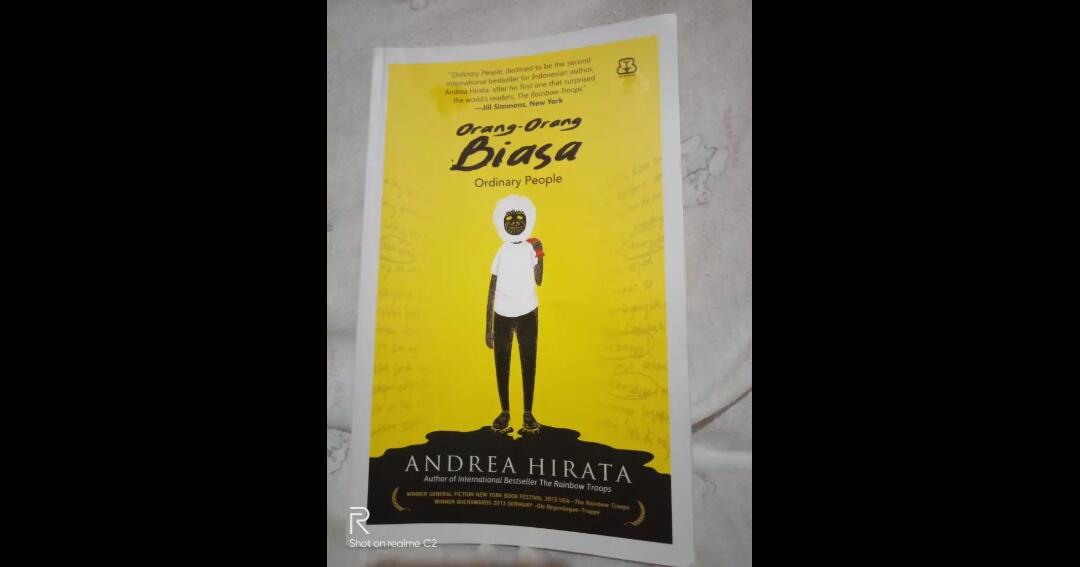 "Ordinary People, destined to be the second
international bestseller for Indonesian author,
Andrea Hirata, after his first one that surprised
the world's readers, The Rainbow Troops."
—Jill Simmons, New York
Orang-Orang
Biasa
Ordinary People
ANDREA HIRATA
Author of International Bestseller The Rainbow Troops
WINNER GENERAL FICTION NEW YORK BOOK FESTIVAL 2013 USA –The Rainbow Troops
WINNER BUCHAWARDS 2013 GERMANY –Die Regenbogen-Truppe
R
Shot on realme C2